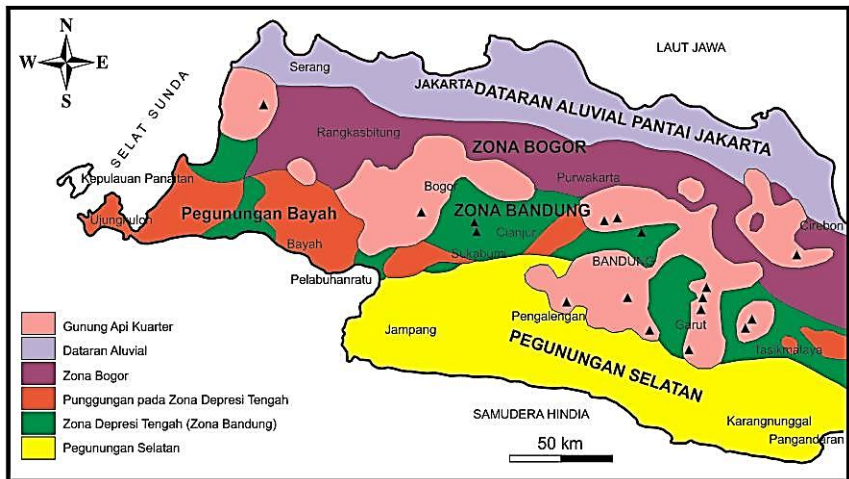 N
W E
S
LAUT JAWA
SELAT SUNDA
Serang
JAKARTA
DATARAN ALUVIAL PANTAI JAKARTA
Rangkasbitung
ZONA BOGOR
Kepulauan Panaitan
Purwakarta
Bogor
Ujungkulon
Pegunungan Bayah
ZONA BANDUNG
Cirebon
Cianjur
Bayah
Sukabumi
BANDUNG
Pelabuhanratu
Pengalengan
Jampang
Garut
Tasikmalaya
PEGUNUNGAN SELATAN
SAMUDERA HINDIA
Karangnunggal
Pangandaran
50 km
Gunung Api Kuarter
Dataran Aluvial
Zona Bogor
Punggungan pada Zona Depresi Tengah
Zona Depresi Tengah (Zona Bandung)
Pegunungan Selatan